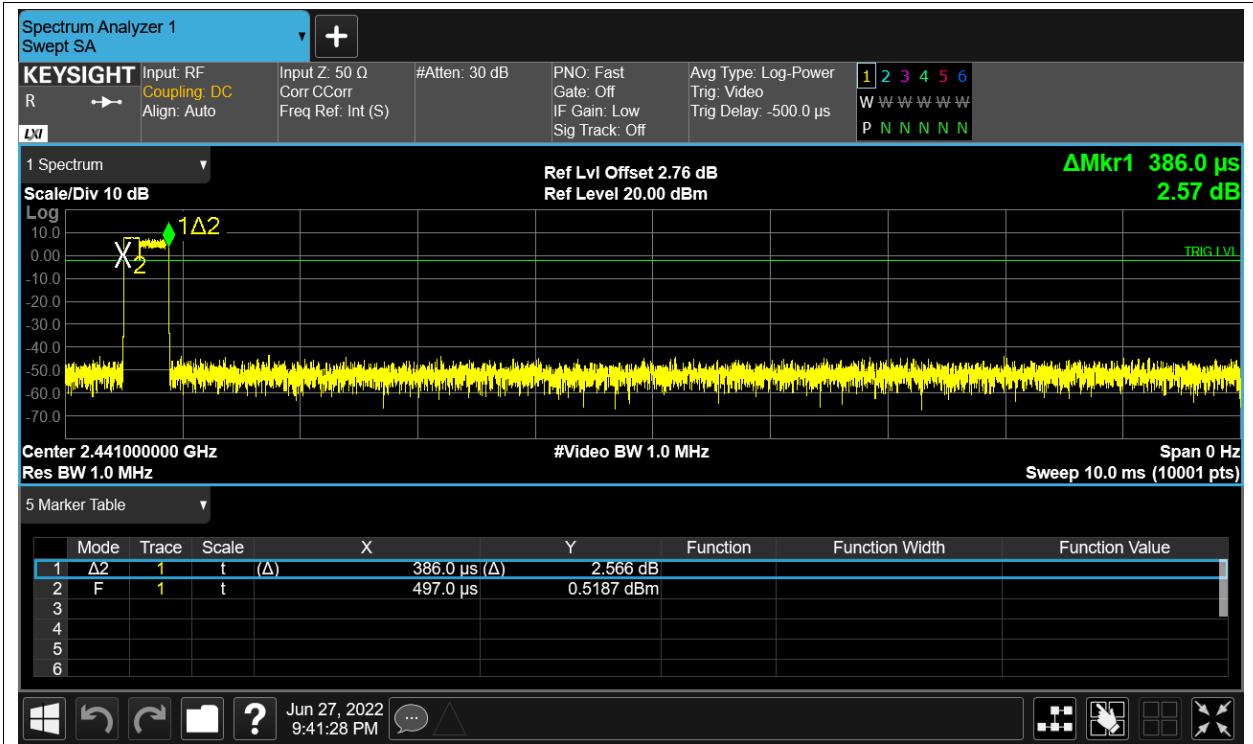 Spectrum Analyzer 1
Swept SA
KEYSIGHT Input: RF Input Z: 50 Ω #Atten: 30 dB PNO: Fast Avg Type: Log-Power 1 2 3 4 5 6
R Coupling: DC Corr CCorr Gate: Off Trig: Video W W W W W W
Align: Auto Freq Ref: Int (S) IF Gain: Low Trig Delay: -500.0 µs
LXI Sig Track: Off P N N N N N
1 Spectrum Ref Lvl Offset 2.76 dB ΔMkr1 386.0 µs
Scale/Div 10 dB Ref Level 20.00 dBm 2.57 dB
Log
1Δ2
10.0
0.00 X 2 TRIG LVL
-10.0
-20.0
-30.0
-40.0
-50.0
-60.0
-70.0
Center 2.441000000 GHz #Video BW 1.0 MHz Span 0 Hz
Res BW 1.0 MHz Sweep 10.0 ms (10001 pts)
5 Marker Table
Mode Trace Scale X Y Function Function Width Function Value
1 Δ2 1 t (Δ) 386.0 µs (Δ) 2.566 dB
2 F 1 t 497.0 µs 0.5187 dBm
3
4
5
6
? Jun 27, 2022
9:41:28 PM